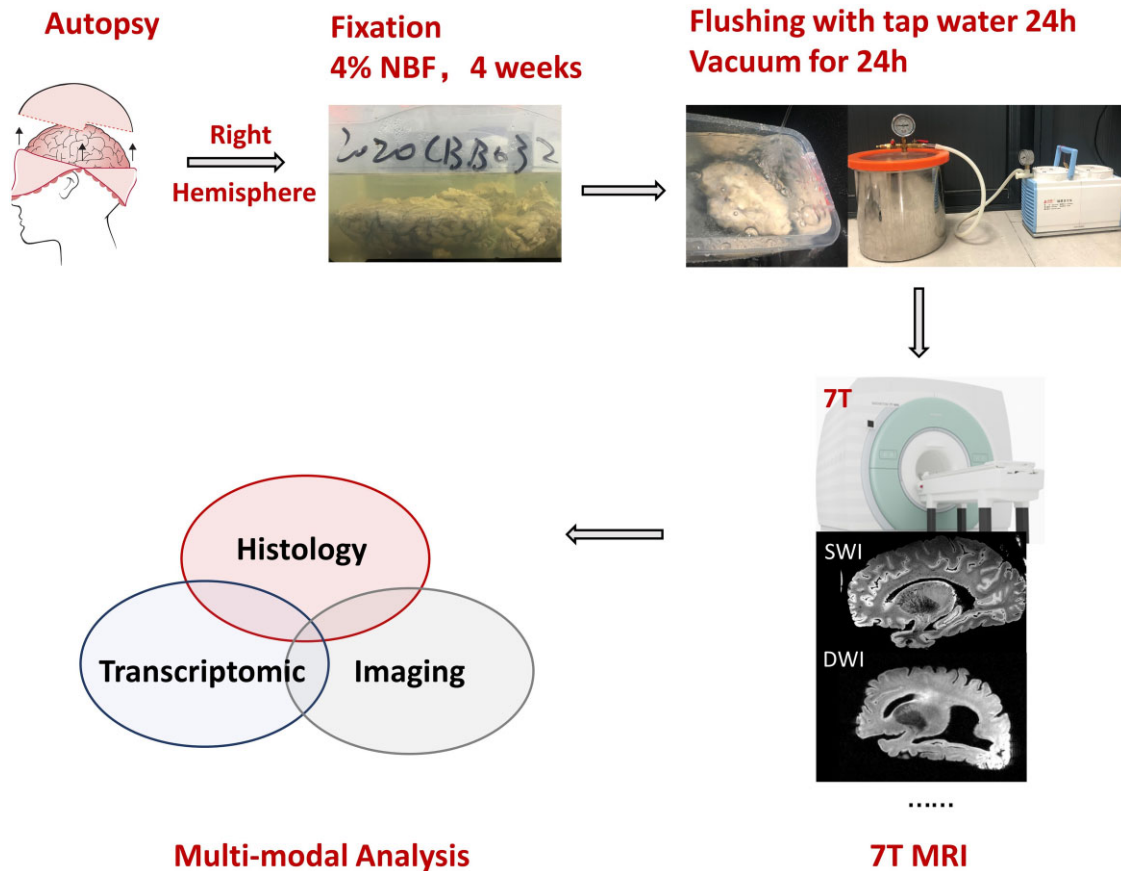 Autopsy
Fixation
4% NBF, 4 weeks
Flushing with tap water 24h
Vacuum for 24h
Right
Hemisphere
2020CBB032
7T
SWI
DWI
......
Histology
Transcriptomic
Imaging
Multi-modal Analysis
7T MRI